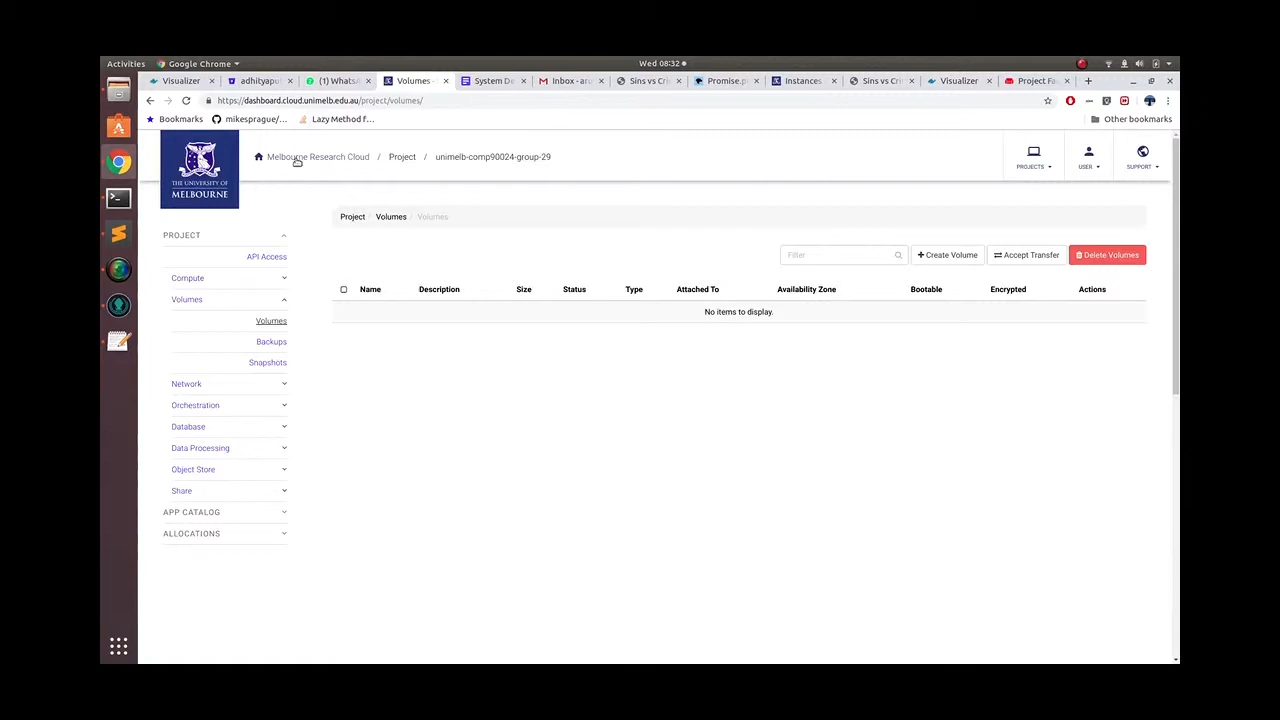 Activities Google Chrome Wed 08:32
Visualizer adhityapu (1) Whats Volumes - System De Inbox - an Sins vs Cri Promise.p Instances Sins vs Cri Visualizer Project Fa
https://dashboard.cloud.unimelb.edu.au/project/volumes/
Bookmarks mikesprague/... Lazy Method f... Other bookmarks
THE UNIVERSITY OF
MELBOURNE
Melbourne Research Cloud / Project / unimelb-comp90024-group-29
PROJECTS USER SUPPORT
Project / Volumes / Volumes
PROJECT
API Access
Compute
Volumes
Volumes
Backups
Snapshots
Network
Orchestration
Database
Data Processing
Object Store
Share
APP CATALOG
ALLOCATIONS
Filter Create Volume Accept Transfer Delete Volumes
Name Description Size Status Type Attached To Availability Zone Bootable Encrypted Actions
No items to display.